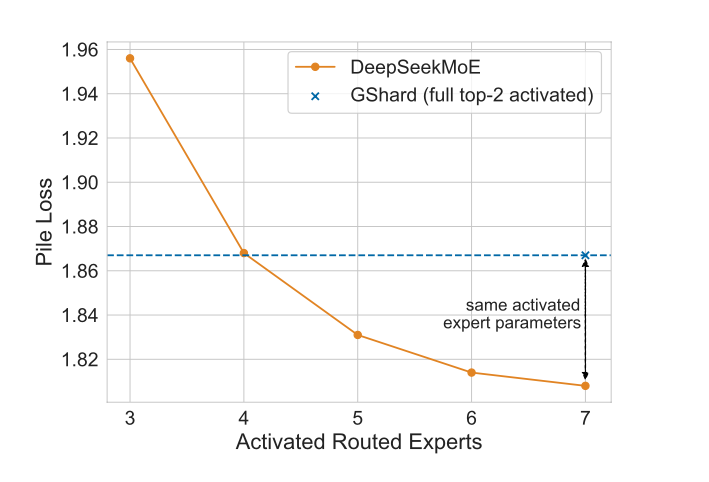 DeepSeekMoE
GShard (full top-2 activated)
Pile Loss
1.96
1.94
1.92
1.90
1.88
1.86
1.84
1.82
same activated
expert parameters
3 4 5 6 7
Activated Routed Experts